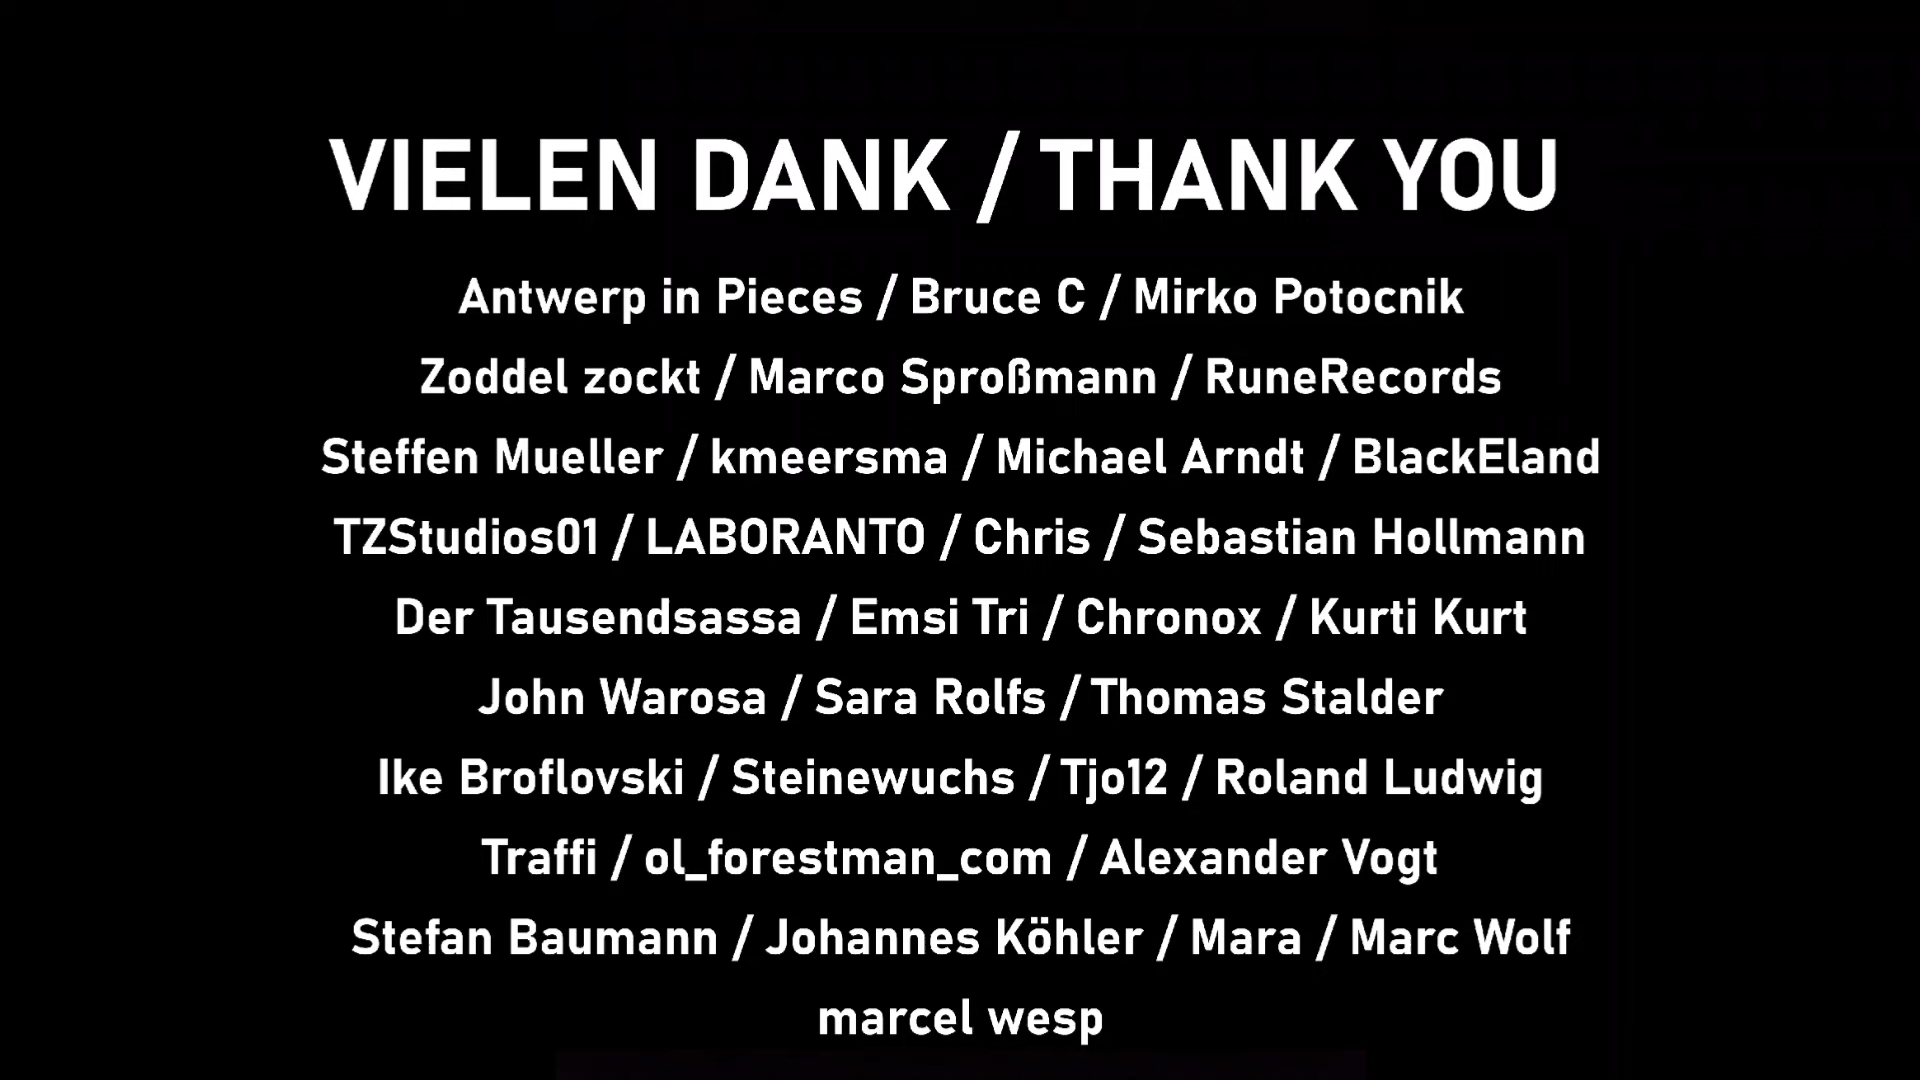 VIELEN DANK / THANK YOU
Antwerp in Pieces / Bruce C / Mirko Potocnik
Zoddel zockt / Marco Sproßmann / RuneRecords
Steffen Mueller / kmeersma / Michael Arndt / BlackEland
TZStudios01 / LABORANTO / Chris / Sebastian Hollmann
Der Tausendsassa / Emsi Tri / Chronox / Kurti Kurt
John Warosa / Sara Rolfs / Thomas Stalder
Ike Broflovski / Steinewuchs / Tjo12 / Roland Ludwig
Traffi / ol_forestman_com / Alexander Vogt
Stefan Baumann / Johannes Köhler / Mara / Marc Wolf
marcel wesp